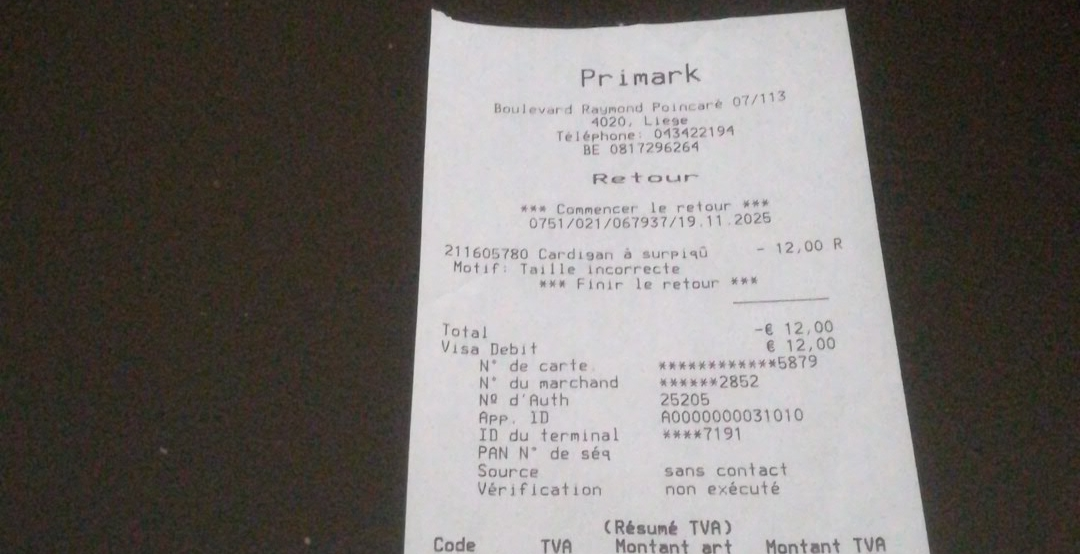 Primark
Boulevard Raymond Poincaré 07/113
4020, Liege
Téléphone: 043422194
BE 0817296264
Retour
*** Commencer le retour ***
0751/021/067937/19.11.2025
211605780 Cardigan à surpiqû - 12,00 R
Motif: Taille incorrecte
*** Finir le retour ***
Total -€ 12,00
Visa Debit € 12,00
N° de carte ************5879
N° du marchand ******2852
Nº d'Auth 25205
App. ID A0000000031010
ID du terminal ****7191
PAN N° de séq
Source sans contact
Vérification non exécuté
(Résumé TVA)
Code TVA Montant art Montant TVA